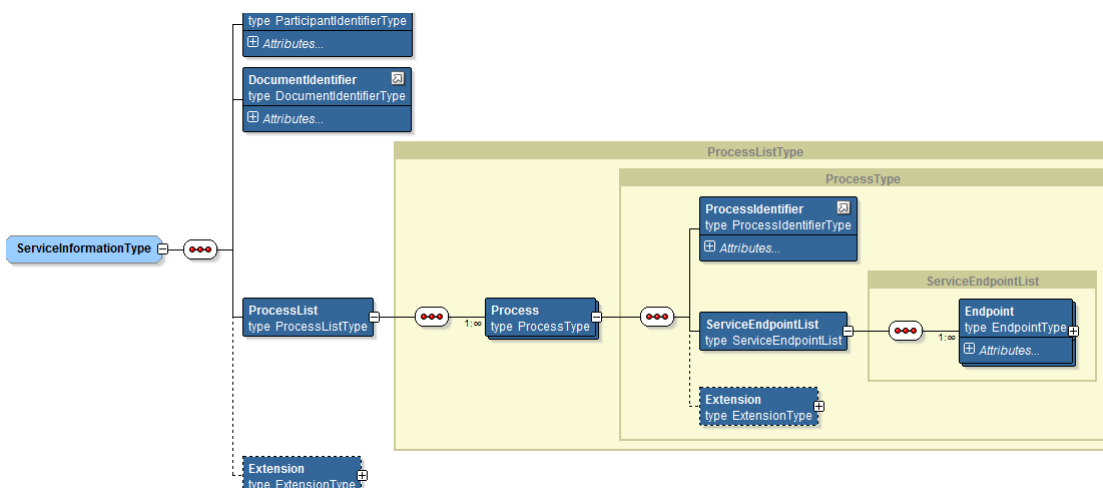 type ParticipantIdentifierType
Attributes...
DocumentIdentifier
type DocumentIdentifierType
Attributes...
ProcessListType
ProcessType
ProcessIdentifier
type ProcessIdentifierType
Attributes...
ServiceInformationType
ServiceEndpointList
ProcessList
type ProcessListType
1:∞
Process
type ProcessType
ServiceEndpointList
type ServiceEndpointList
1:∞
Endpoint
type EndpointType
Attributes...
Extension
type ExtensionType
Extension
type ExtensionType